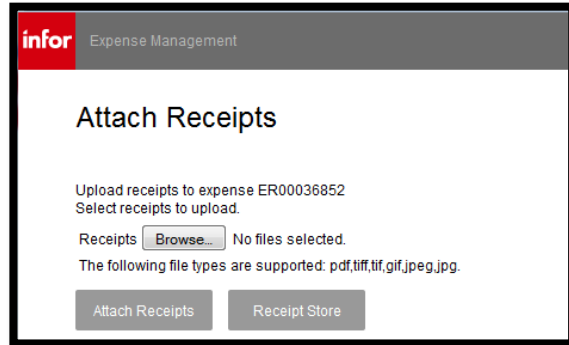 infor Expense Management
Attach Receipts
Upload receipts to expense ER00036852
Select receipts to upload.
Receipts Browse... No files selected.
The following file types are supported: pdf,tiff,tif,gif,jpeg,jpg.
Attach Receipts Receipt Store